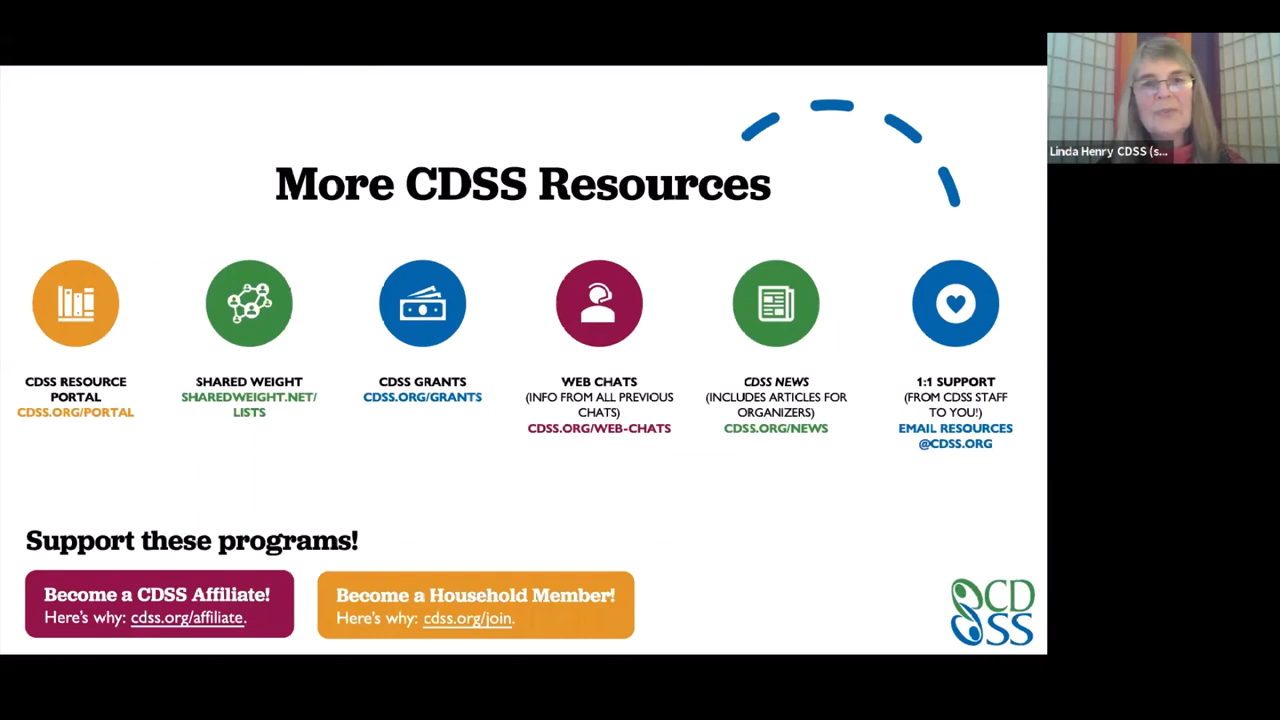 More CDSS Resources
CDSS RESOURCE
PORTAL
CDSS.ORG/PORTAL
SHARED WEIGHT
SHAREDWEIGHT.NET/
LISTS
CDSS GRANTS
CDSS.ORG/GRANTS
WEB CHATS
(INFO FROM ALL PREVIOUS
CHATS)
CDSS.ORG/WEB-CHATS
CDSS NEWS
(INCLUDES ARTICLES FOR
ORGANIZERS)
CDSS.ORG/NEWS
1:1 SUPPORT
(FROM CDSS STAFF
TO YOU!)
EMAIL RESOURCES
@CDSS.ORG
Support these programs!
Become a CDSS Affiliate!
Here's why: cdss.org/affiliate.
Become a Household Member!
Here's why: cdss.org/join.
CD
SS
Linda Henry CDSS (s...